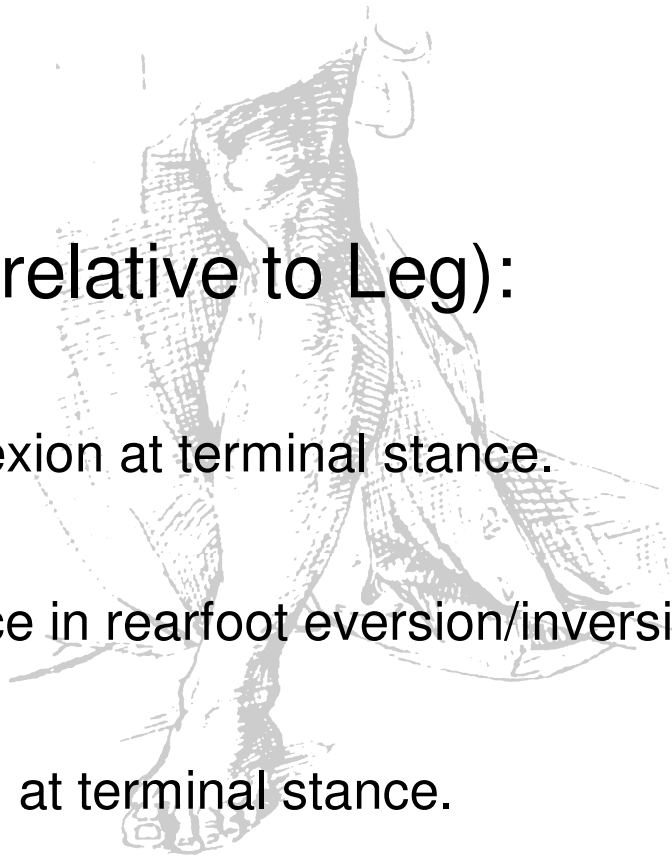 relative to Leg):
exion at terminal stance.
ce in rearfoot eversion/inversi
at terminal stance.